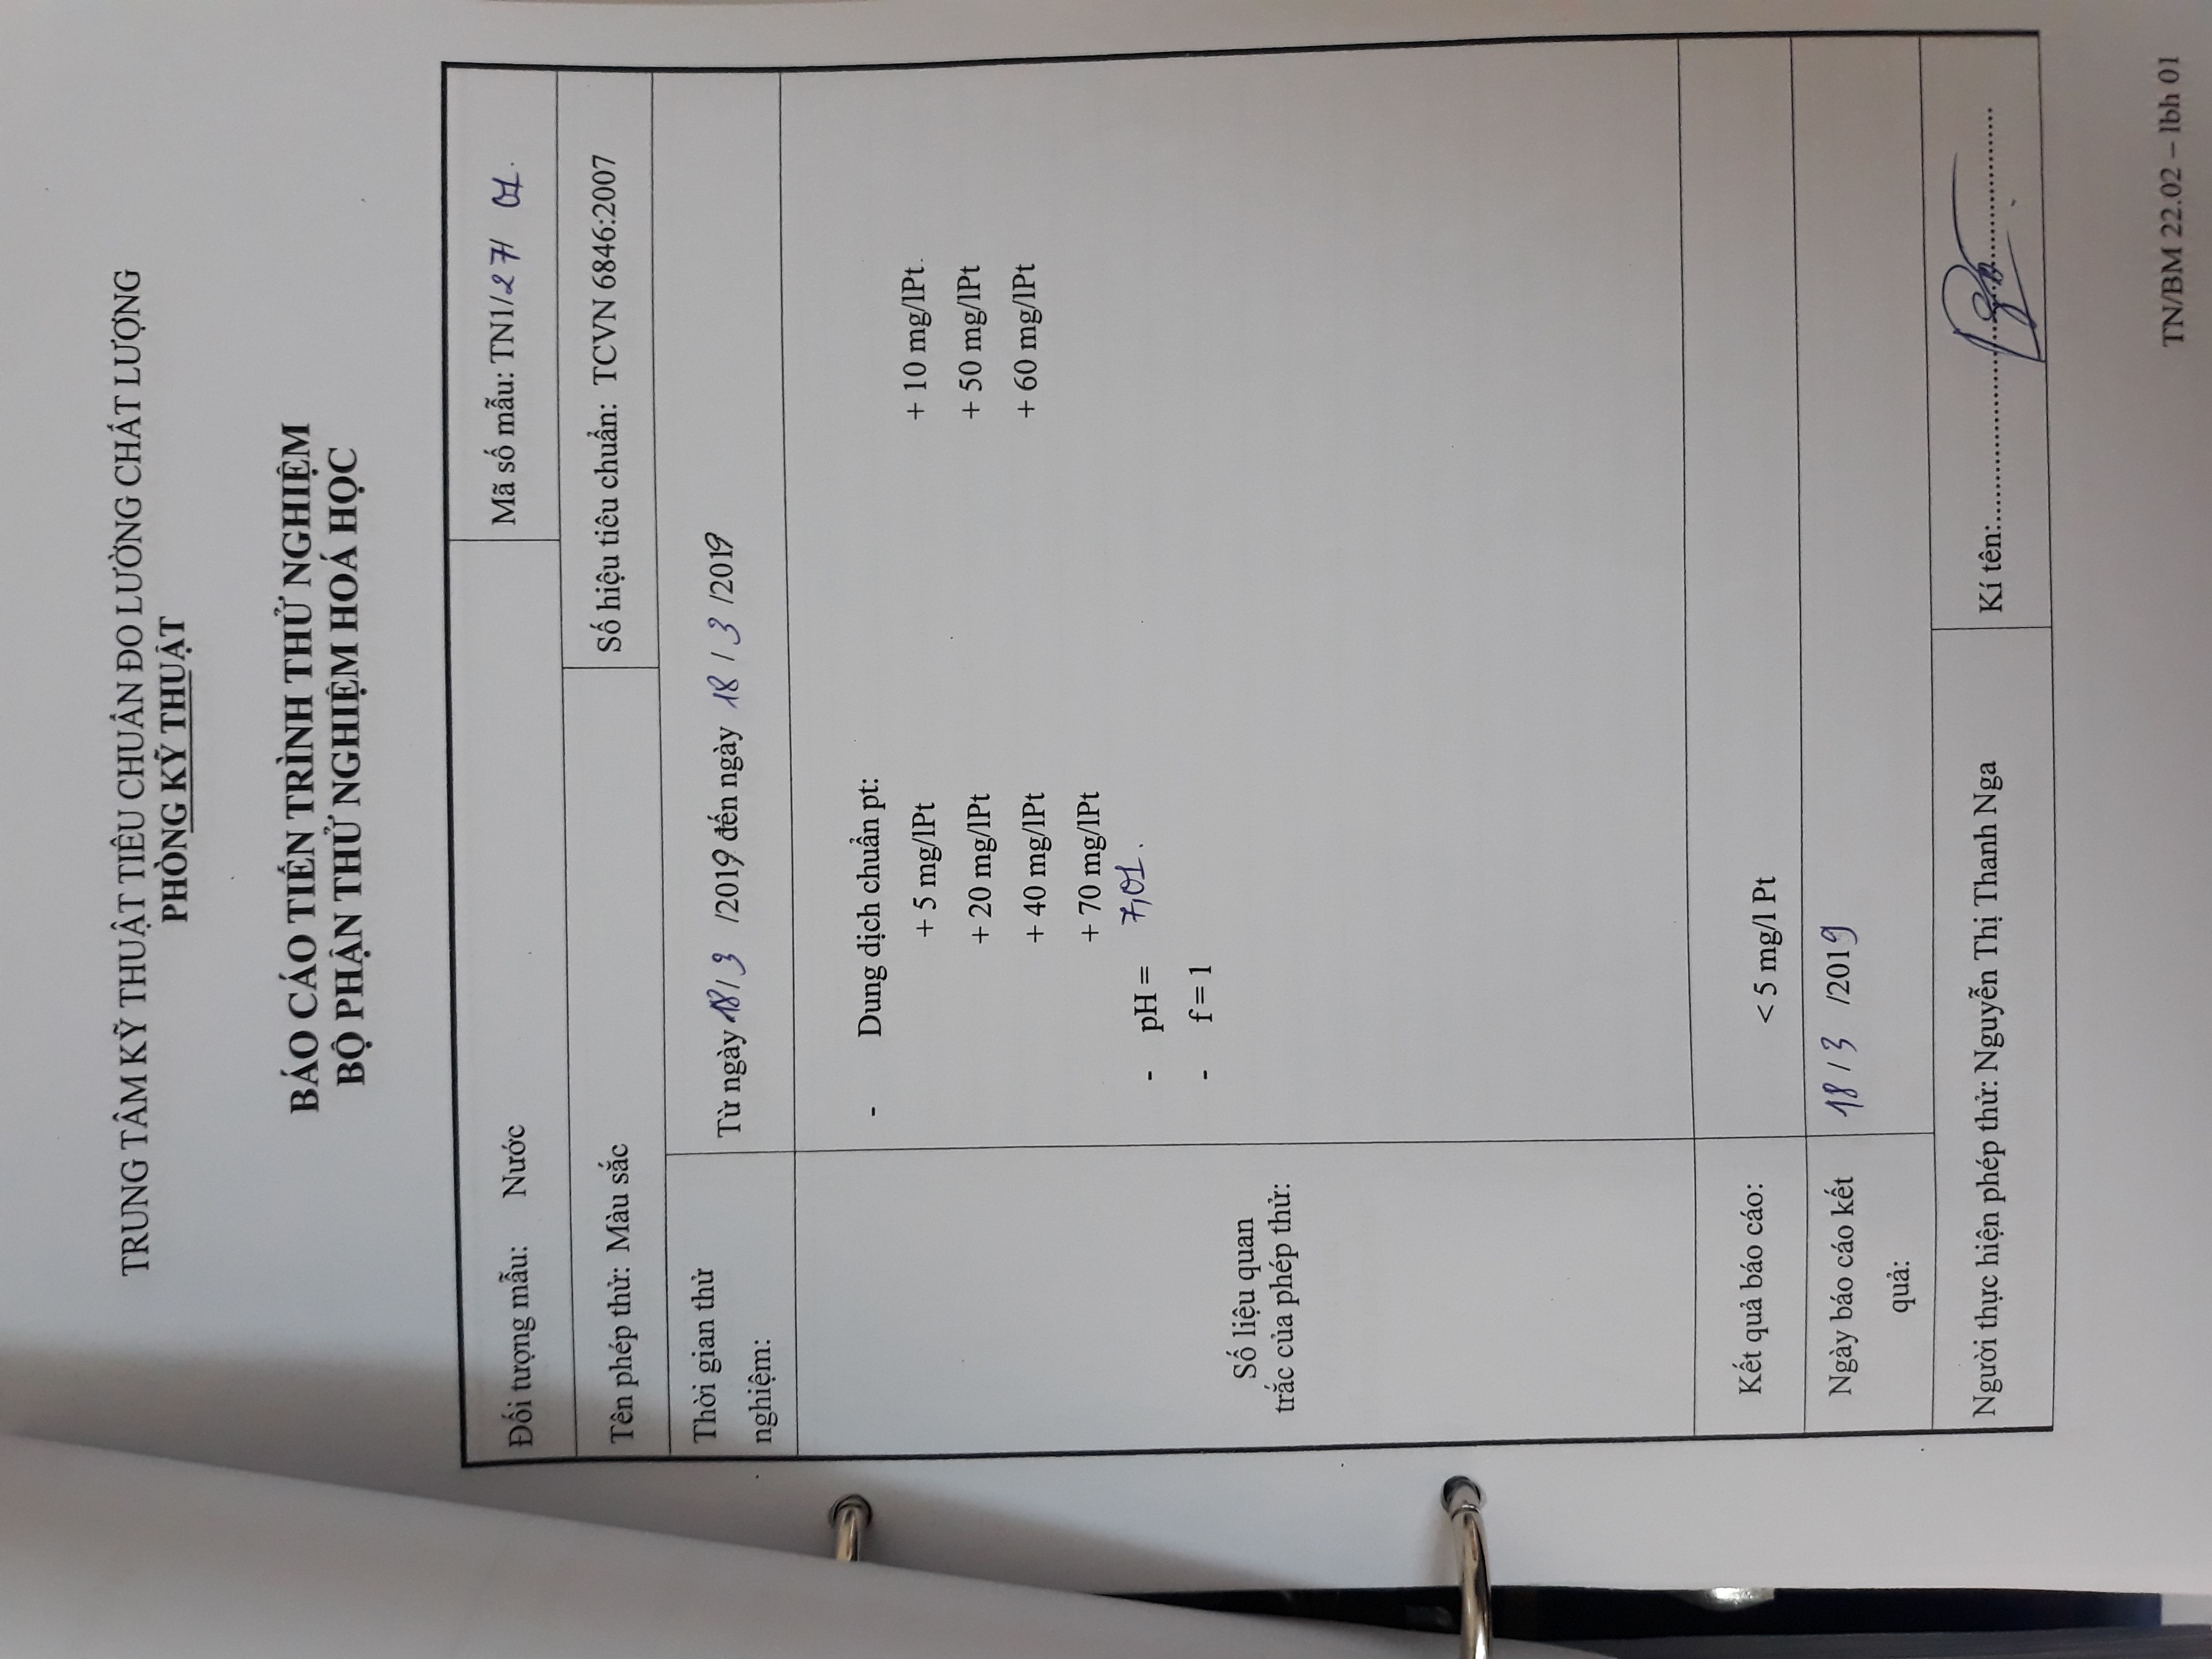 TRUNG TÂM KỸ THUẬT TIÊU CHUẨN ĐO LƯỜNG CHẤT LƯỢNG
PHÒNG KỸ THUẬT
BÁO CÁO TIẾN TRÌNH THỬ NGHIỆM
BỘ PHẬN THỬ NGHIỆM HOÁ HỌC
Đối tượng mẫu: Nước
Mã số mẫu: TN1/27/ 01.
Tên phép thử: Màu sắc
Số hiệu tiêu chuẩn: TCVN 6846:2007
Thời gian thử
nghiệm:
Từ ngày 18/3 /2019 đến ngày 18 / 3 /2019
- Dung dịch chuẩn pt:
+ 5 mg/lPt + 10 mg/lPt
+ 20 mg/lPt + 50 mg/lPt
+ 40 mg/lPt + 60 mg/lPt
+ 70 mg/lPt
- pH = 7,01.
- f = 1
Số liệu quan
trắc của phép thử:
Kết quả báo cáo:
< 5 mg/l Pt
Ngày báo cáo kết
quả:
18 / 3 /2019
Người thực hiện phép thử: Nguyễn Thị Thanh Nga
Kí tên:
TN/BM 22.02 – lbh 01